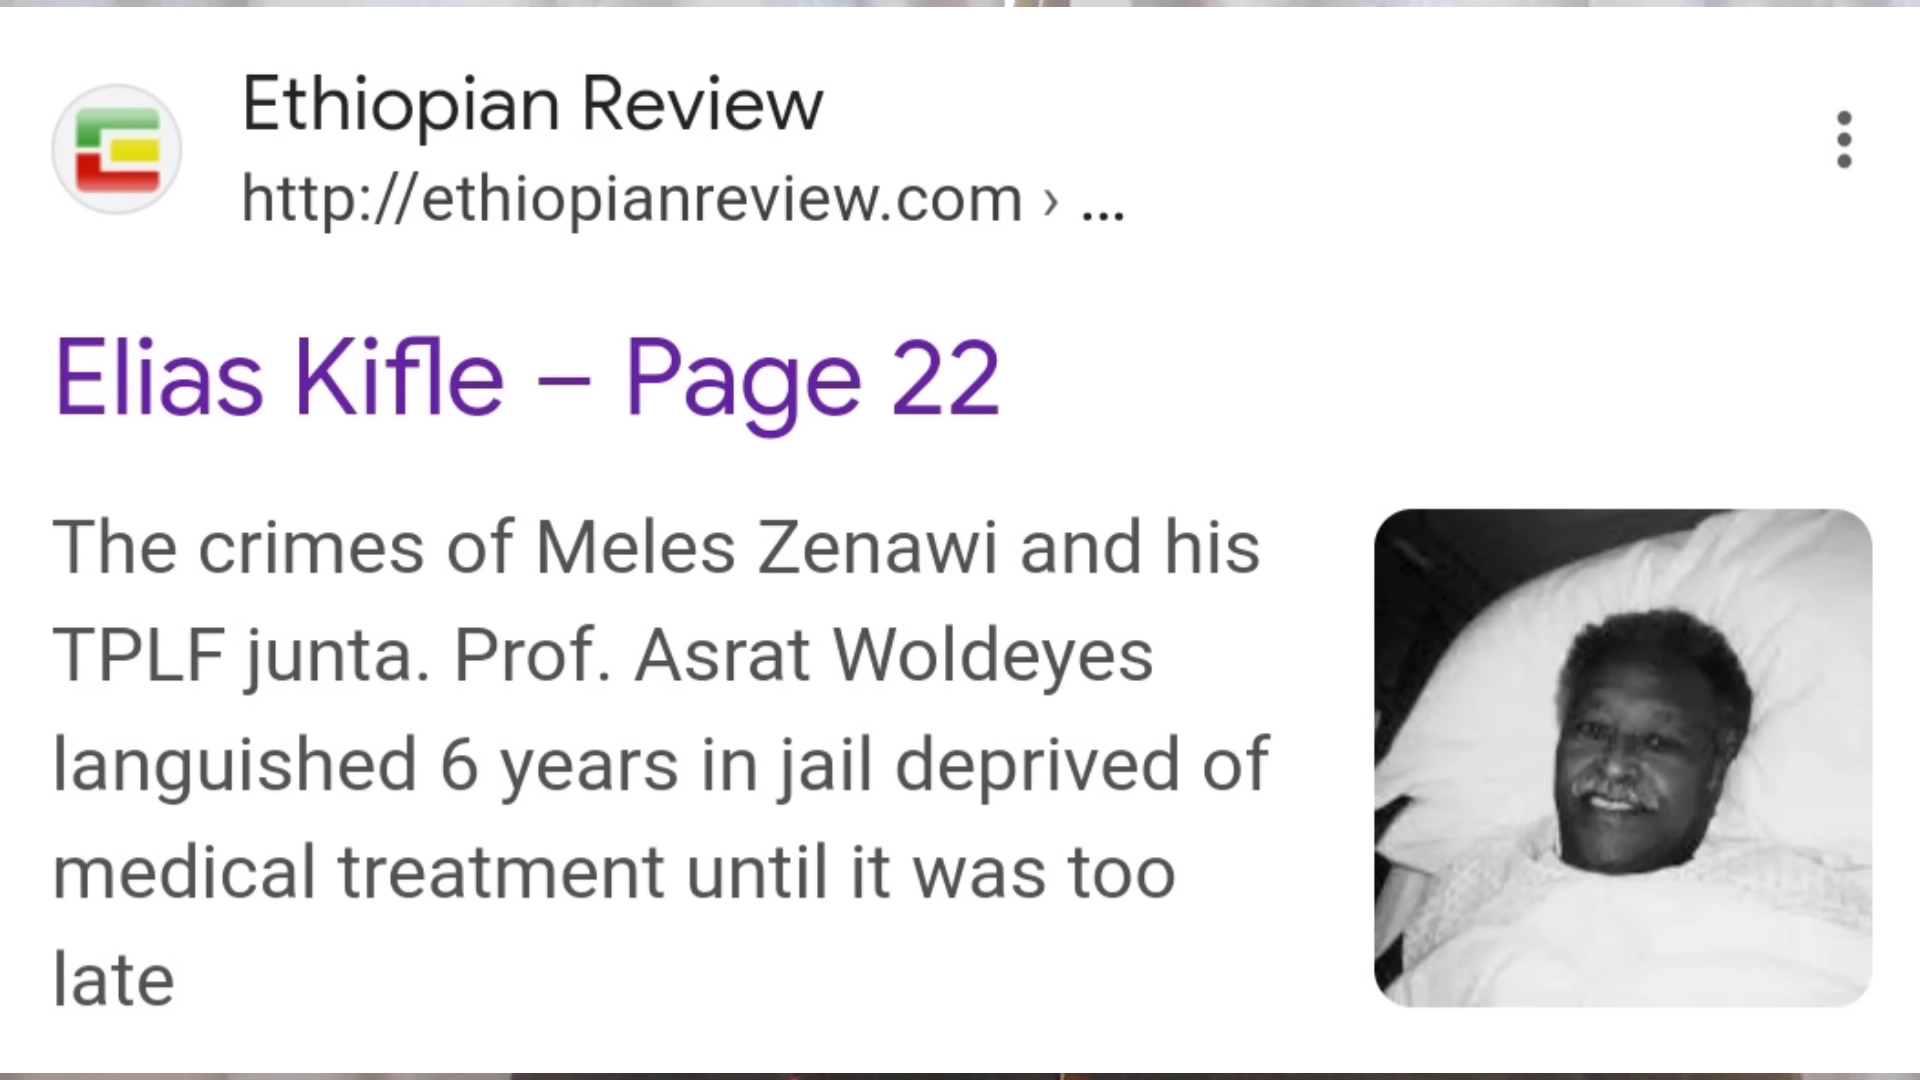 Ethiopian Review
http://ethiopianreview.com › ...
Elias Kifle – Page 22
The crimes of Meles Zenawi and his
TPLF junta. Prof. Asrat Woldeyes
languished 6 years in jail deprived of
medical treatment until it was too
late